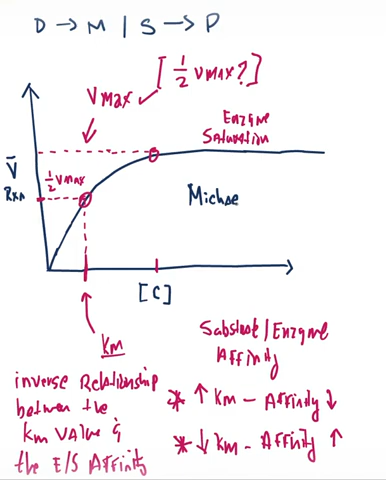 D → M | S → P
[½ Vmax?]
Vmax ✓
Enzyme
Saturation
V̄
Rxn
½ Vmax
Michae
[C]
Km
Substrat/Enzyme
Affinity
inverse Relationship
between the
Km Value &
the E/S Affinity
* ↑ Km - Affinity ↓
* ↓ Km - Affinity ↑